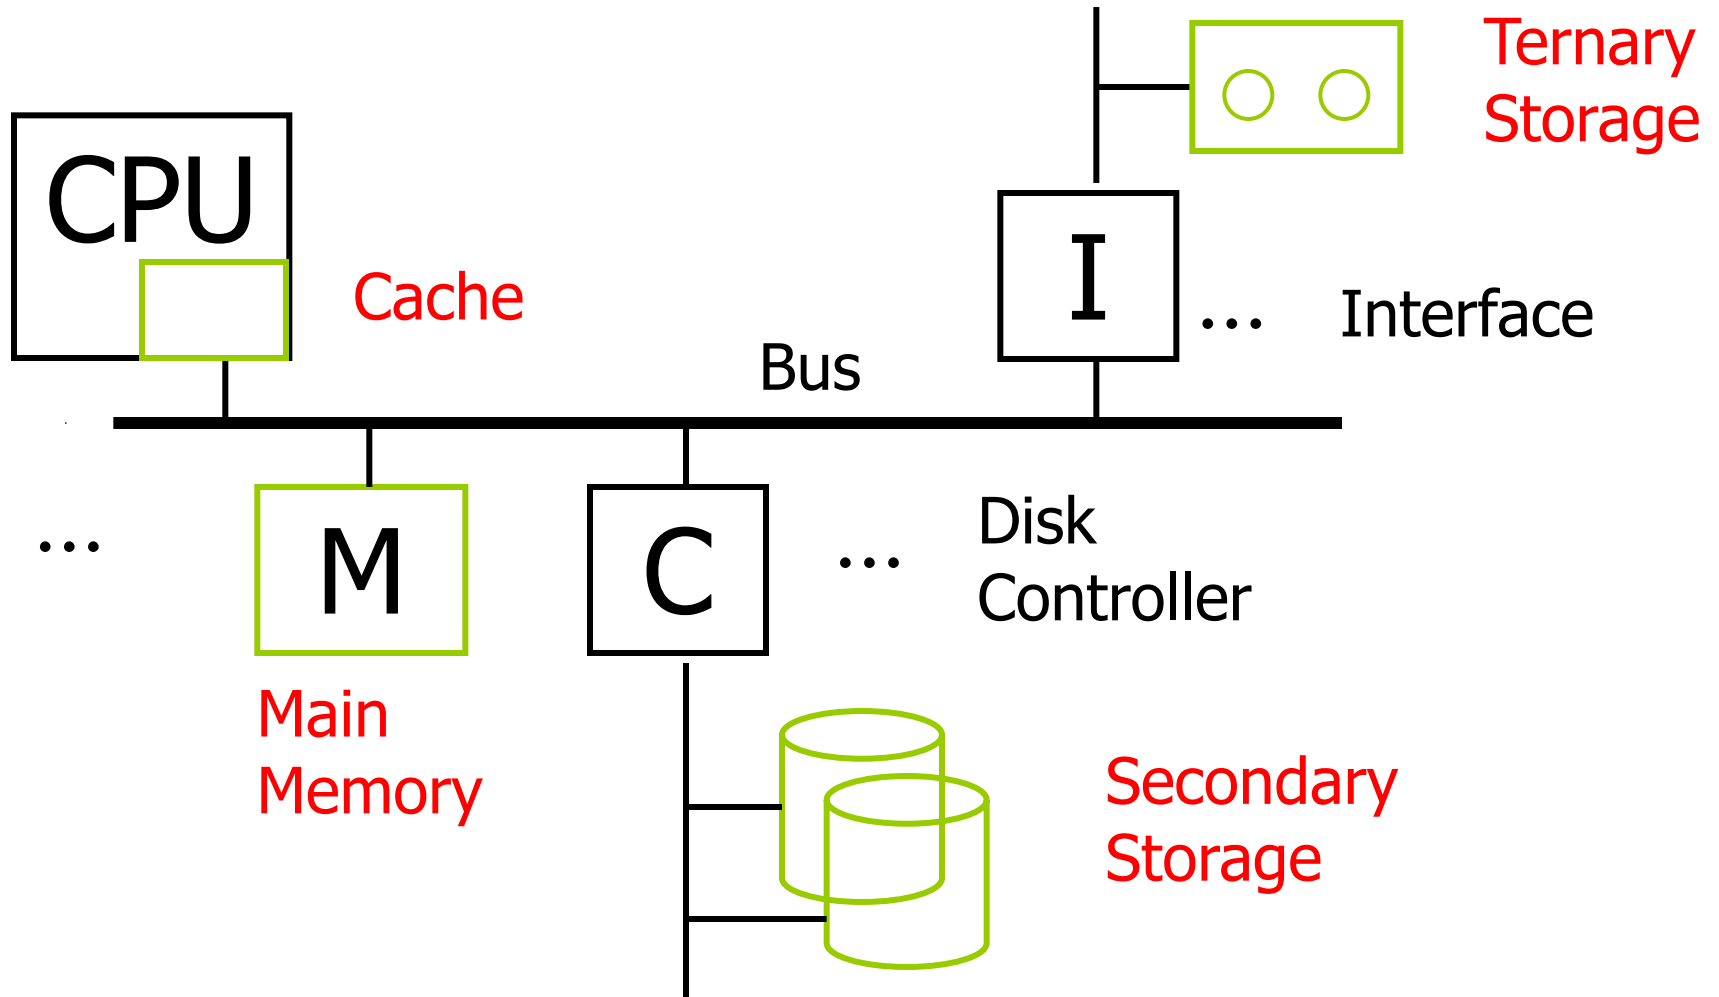 Ternary
Storage
CPU
Cache
I
... Interface
Bus
... M
C
... Disk
Controller
Main
Memory
Secondary
Storage